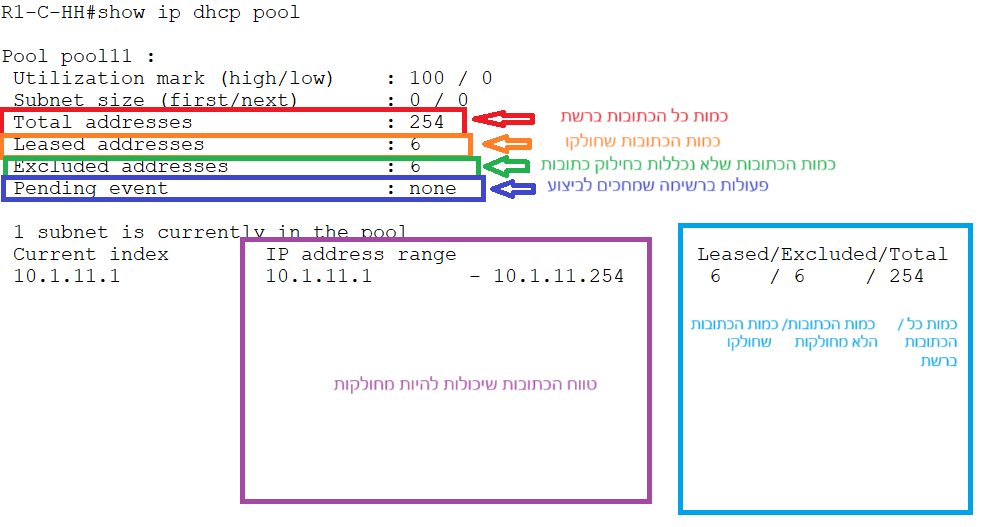 R1-C-HH#show ip dhcp pool
Pool pool11 :
Utilization mark (high/low)    : 100 / 0
Subnet size (first/next)       : 0 / 0
Total addresses                : 254
כמות כל הכתובות ברשת
Leased addresses               : 6
כמות הכתובות שחולקו
Excluded addresses             : 6
כמות הכתובות שלא נכללות בחילוק כתובות
Pending event                  : none
פעולות ברשימה שמחכים לביצוע
1 subnet is currently in the pool
Current index        IP address range                    Leased/Excluded/Total
10.1.11.1            10.1.11.1        - 10.1.11.254       6    / 6     / 254
כמות הכתובות / כמות הכתובות / כמות כל
שחולקו הלא מחולקות הכתובות
ברשת
טווח הכתובות שיכולות להיות מחולקות